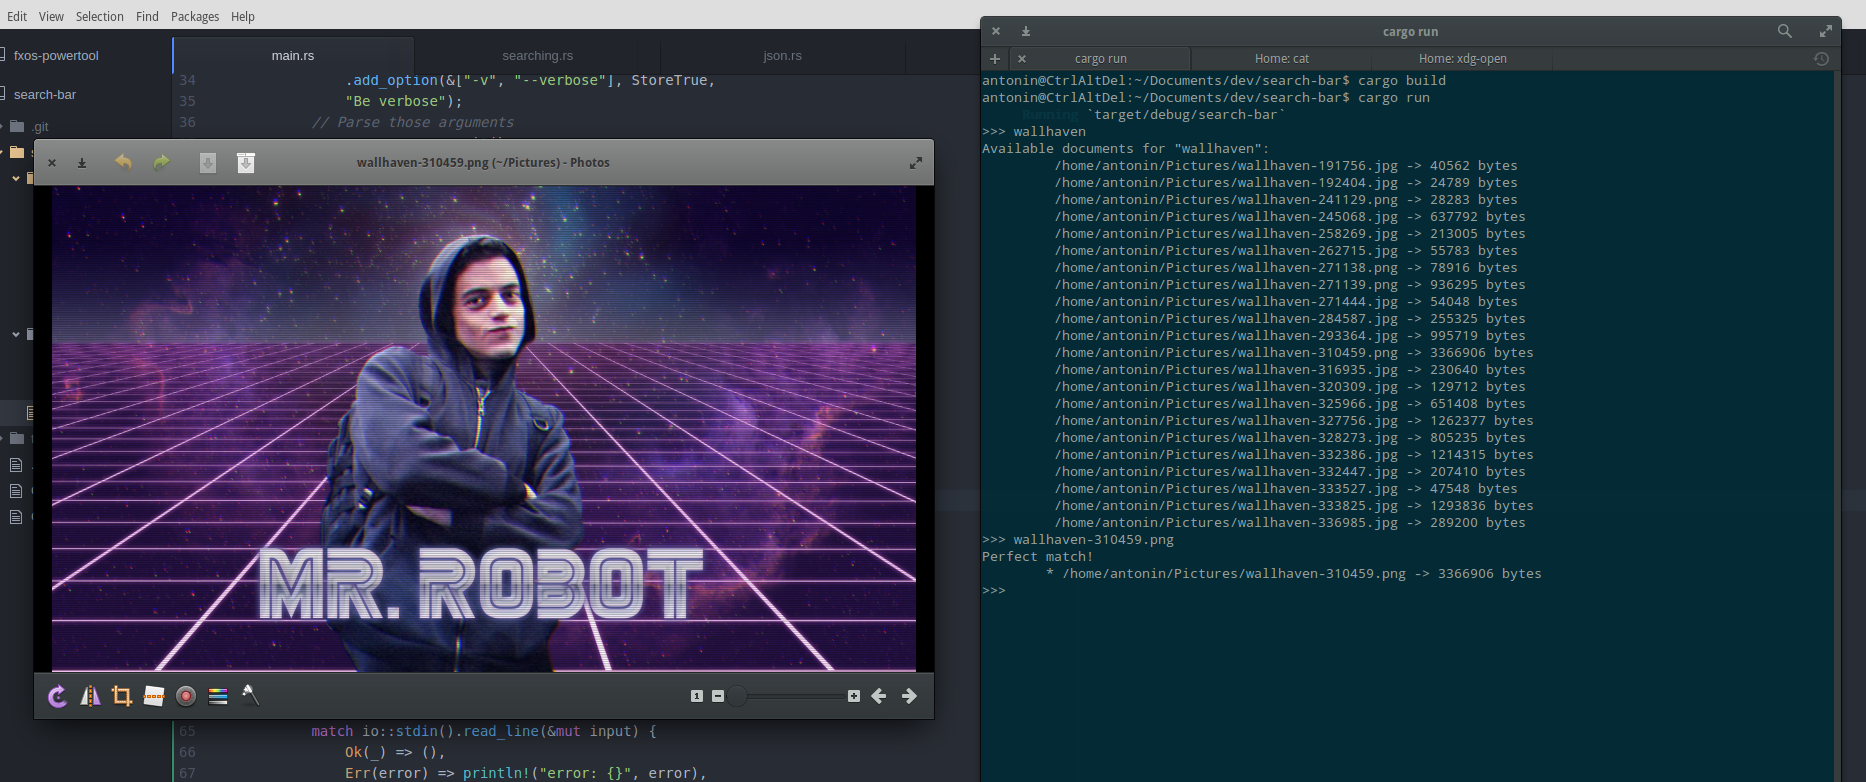 Edit View Selection Find Packages Help
fxos-powertool
search-bar
.git
main.rs searching.rs json.rs
34 .add_option(&["-v", "--verbose"], StoreTrue,
35 "Be verbose");
36 // Parse those arguments
wallhaven-310459.png (~/Pictures) - Photos
MR. ROBOT
1
65 match io::stdin().read_line(&mut input) {
66 Ok(_) => (),
67 Err(error) => println!("error: {}", error),
cargo run
cargo run Home: cat Home: xdg-open
antonin@CtrlAltDel:~/Documents/dev/search-bar$ cargo build
antonin@CtrlAltDel:~/Documents/dev/search-bar$ cargo run
Running `target/debug/search-bar`
>>> wallhaven
Available documents for "wallhaven":
/home/antonin/Pictures/wallhaven-191756.jpg -> 40562 bytes
/home/antonin/Pictures/wallhaven-192404.jpg -> 24789 bytes
/home/antonin/Pictures/wallhaven-241129.png -> 28283 bytes
/home/antonin/Pictures/wallhaven-245068.jpg -> 637792 bytes
/home/antonin/Pictures/wallhaven-258269.jpg -> 213005 bytes
/home/antonin/Pictures/wallhaven-262715.jpg -> 55783 bytes
/home/antonin/Pictures/wallhaven-271138.png -> 78916 bytes
/home/antonin/Pictures/wallhaven-271139.png -> 936295 bytes
/home/antonin/Pictures/wallhaven-271444.jpg -> 54048 bytes
/home/antonin/Pictures/wallhaven-284587.jpg -> 255325 bytes
/home/antonin/Pictures/wallhaven-293364.jpg -> 995719 bytes
/home/antonin/Pictures/wallhaven-310459.png -> 3366906 bytes
/home/antonin/Pictures/wallhaven-316935.jpg -> 230640 bytes
/home/antonin/Pictures/wallhaven-320309.jpg -> 129712 bytes
/home/antonin/Pictures/wallhaven-325966.jpg -> 651408 bytes
/home/antonin/Pictures/wallhaven-327756.jpg -> 1262377 bytes
/home/antonin/Pictures/wallhaven-328273.jpg -> 805235 bytes
/home/antonin/Pictures/wallhaven-332386.jpg -> 1214315 bytes
/home/antonin/Pictures/wallhaven-332447.jpg -> 207410 bytes
/home/antonin/Pictures/wallhaven-333527.jpg -> 47548 bytes
/home/antonin/Pictures/wallhaven-333825.jpg -> 1293836 bytes
/home/antonin/Pictures/wallhaven-336985.jpg -> 289200 bytes
>>> wallhaven-310459.png
Perfect match!
* /home/antonin/Pictures/wallhaven-310459.png -> 3366906 bytes
>>>